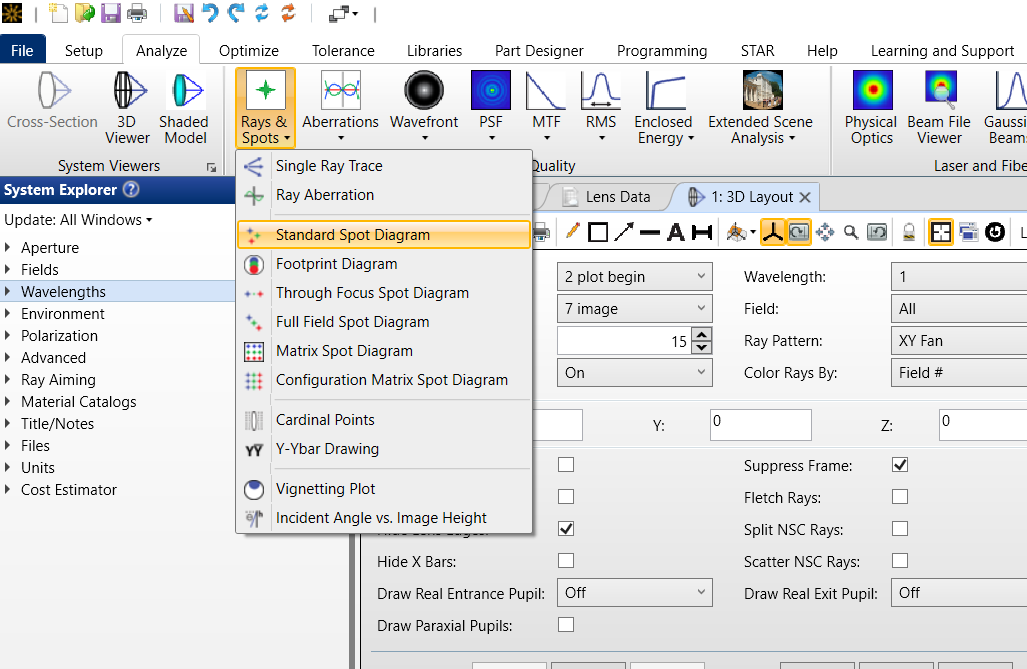 File Setup Analyze Optimize Tolerance Libraries Part Designer Programming STAR Help Learning and Support
Cross-Section 3D Viewer Shaded Model
Rays & Spots Aberrations Wavefront PSF MTF RMS Enclosed Energy Extended Scene Analysis
Physical Optics Beam File Viewer Beam
System Viewers Quality Laser and
System Explorer ?
Lens Data 1: 3D Layout
Update: All Windows
Aperture
Fields
Wavelengths
Environment
Polarization
Advanced
Ray Aiming
Material Catalogs
Title/Notes
Files
Units
Cost Estimator
Single Ray Trace
Ray Aberration
Standard Spot Diagram
Footprint Diagram
Through Focus Spot Diagram
Full Field Spot Diagram
Matrix Spot Diagram
Configuration Matrix Spot Diagram
Cardinal Points
YY Y-Ybar Drawing
Vignetting Plot
Incident Angle vs. Image Height
A
2 plot begin Wavelength: 1
7 image Field: All
15 Ray Pattern: XY Fan
On Color Rays By: Field #
Y: 0 Z: 0
Suppress Frame:
Fletch Rays:
Split NSC Rays:
Hide X Bars: Scatter NSC Rays:
Draw Real Entrance Pupil: Off Draw Real Exit Pupil: Off
Draw Paraxial Pupils: